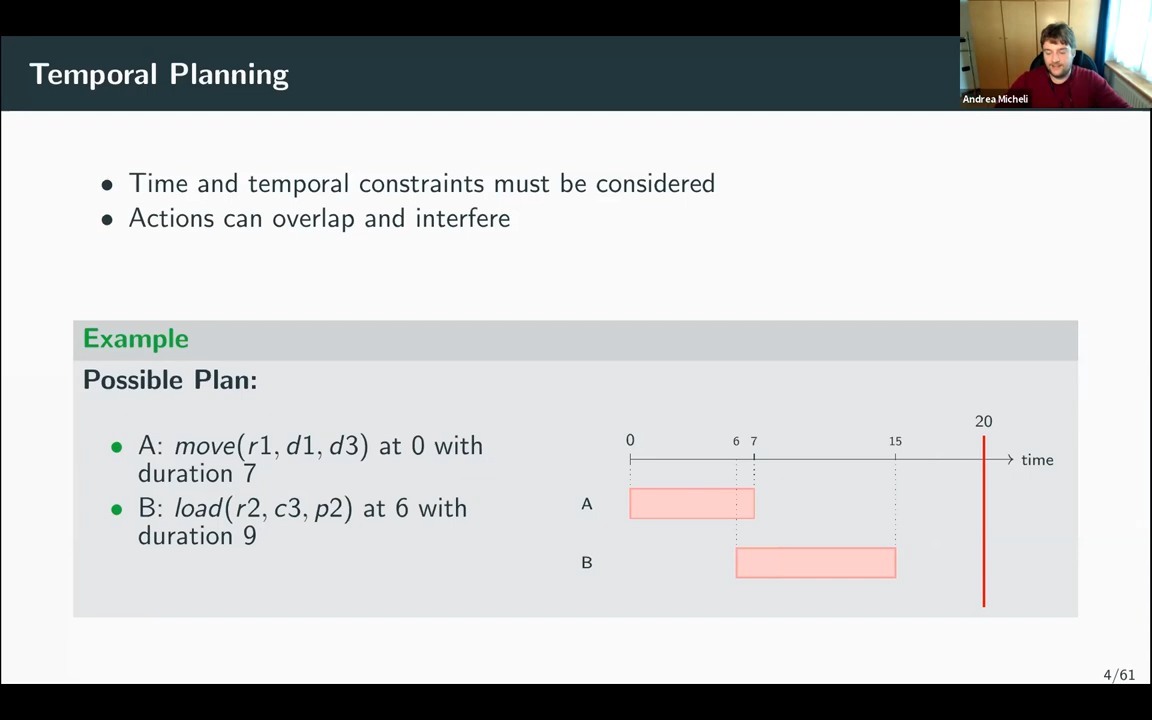 Temporal Planning
Andrea Micheli
• Time and temporal constraints must be considered
• Actions can overlap and interfere
Example
Possible Plan:
• A: move(r1, d1, d3) at 0 with
duration 7
• B: load(r2, c3, p2) at 6 with
duration 9
20
0 6 7 15
time
A
B
4/61